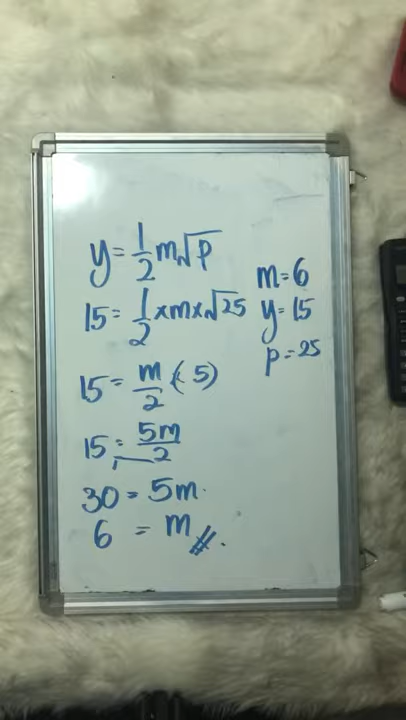 y = 1/2 m√p
15 = 1/2 × m × √25
15 = m/2 (5)
15 = 5m/2
30 = 5m.
6 = m //.
m = 6
y = 15
p = 25